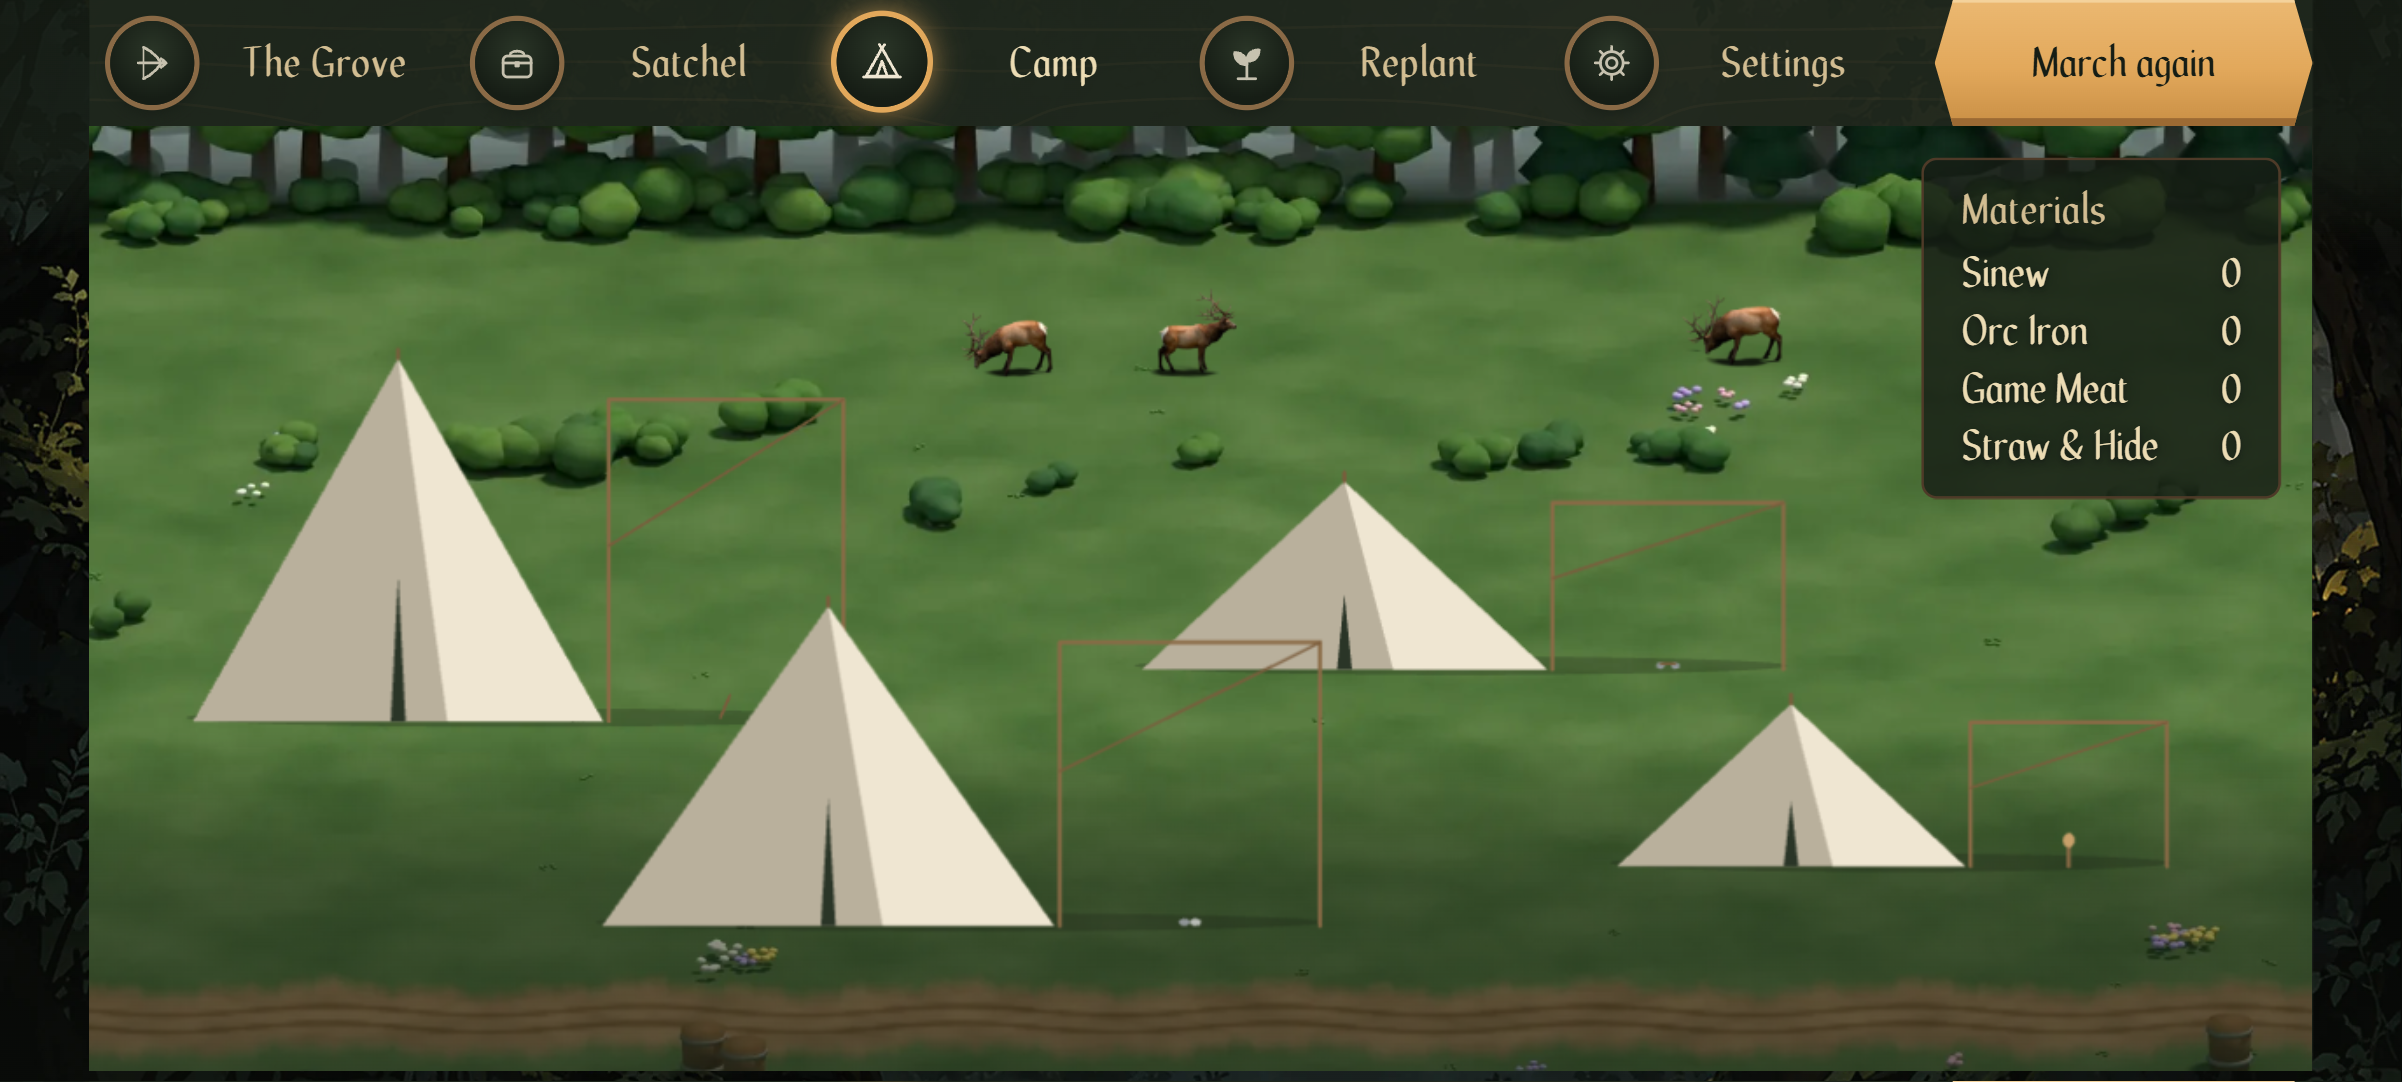 The Grove
Satchel
Camp
Replant
Settings
March again
Materials
Sinew 0
Orc Iron 0
Game Meat 0
Straw & Hide 0